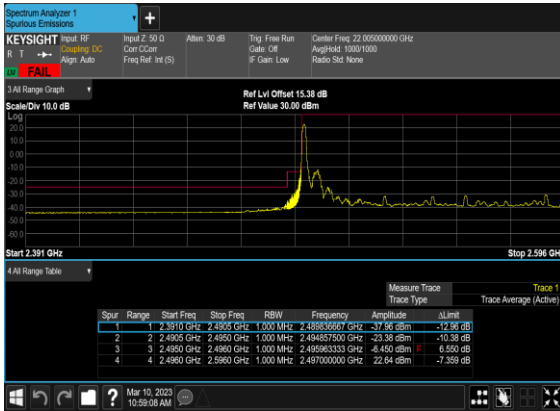 Spectrum Analyzer 1
Spurious Emissions
+
KEYSIGHT Input: RF Input Z: 50 Ω Atten: 30 dB Trig: Free Run Center Freq: 22.005000000 GHz
R T Coupling: DC Corr CCorr Gate: Off Avg|Hold: 1000/1000
Align: Auto Freq Ref: Int (S) IF Gain: Low Radio Std: None
FAIL
3 All Range Graph
Ref Lvl Offset 15.38 dB
Scale/Div 10.0 dB Ref Value 30.00 dBm
Log
20.0
10.0
0.00
-10.0
-20.0
-30.0
-40.0
-50.0
-60.0
Start 2.391 GHz Stop 2.596 GH
4 All Range Table
Measure Trace Trace 1
Trace Type Trace Average (Active)
Spur Range Start Freq Stop Freq RBW Frequency Amplitude ΔLimit
1 1 2.3910 GHz 2.4905 GHz 1.000 MHz 2.489836667 GHz -37.96 dBm -12.96 dB
2 2 2.4905 GHz 2.4950 GHz 1.000 MHz 2.494857500 GHz -23.38 dBm -10.38 dB
3 3 2.4950 GHz 2.4960 GHz 1.000 MHz 2.495963333 GHz -6.450 dBm F 6.550 dB
4 4 2.4960 GHz 2.5960 GHz 1.000 MHz 2.497000000 GHz 22.64 dBm -7.359 dB
?
Mar 10, 2023
10:59:08 AM